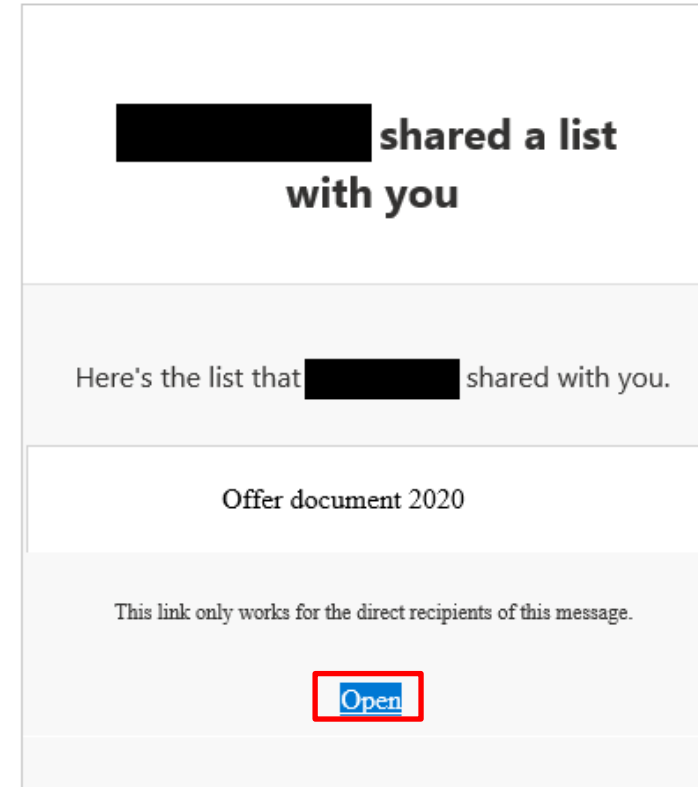 shared a list
with you
Here's the list that shared with you.
Offer document 2020
This link only works for the direct recipients of this message.
Open